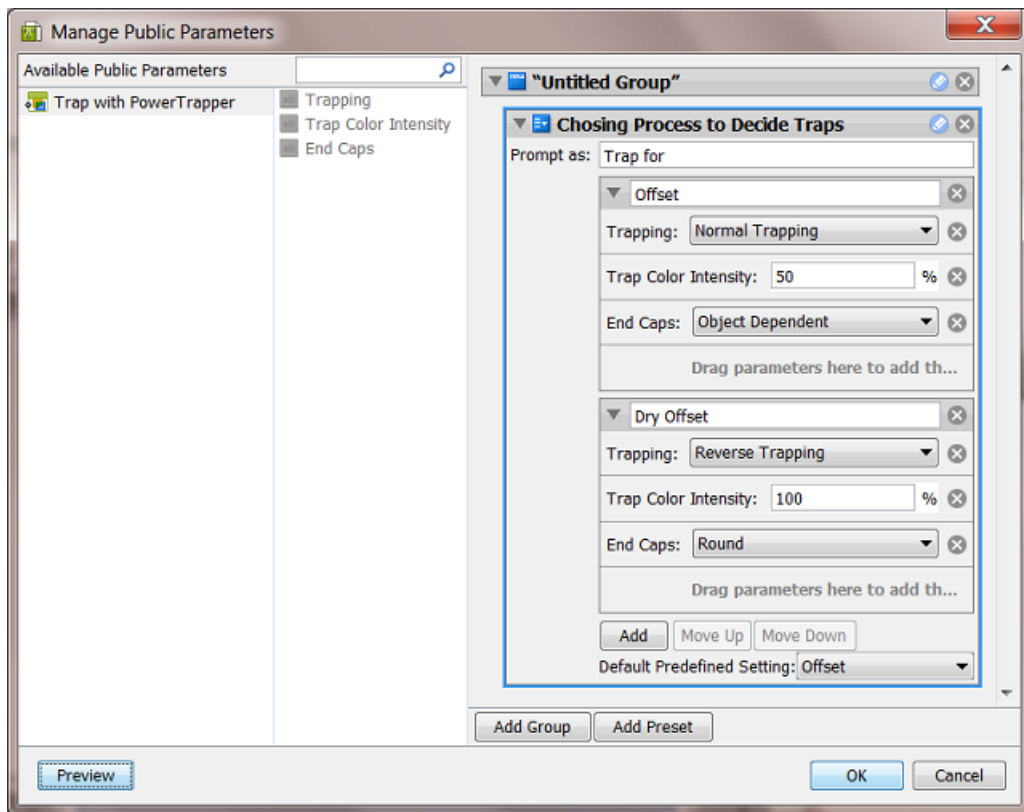 Manage Public Parameters
Available Public Parameters
Trap with PowerTrapper
Trapping
Trap Color Intensity
End Caps
"Untitled Group"
Chosing Process to Decide Traps
Prompt as: Trap for
Offset
Trapping: Normal Trapping
Trap Color Intensity: 50 %
End Caps: Object Dependent
Drag parameters here to add th...
Dry Offset
Trapping: Reverse Trapping
Trap Color Intensity: 100 %
End Caps: Round
Drag parameters here to add th...
Add Move Up Move Down
Default Predefined Setting: Offset
Add Group Add Preset
Preview OK Cancel